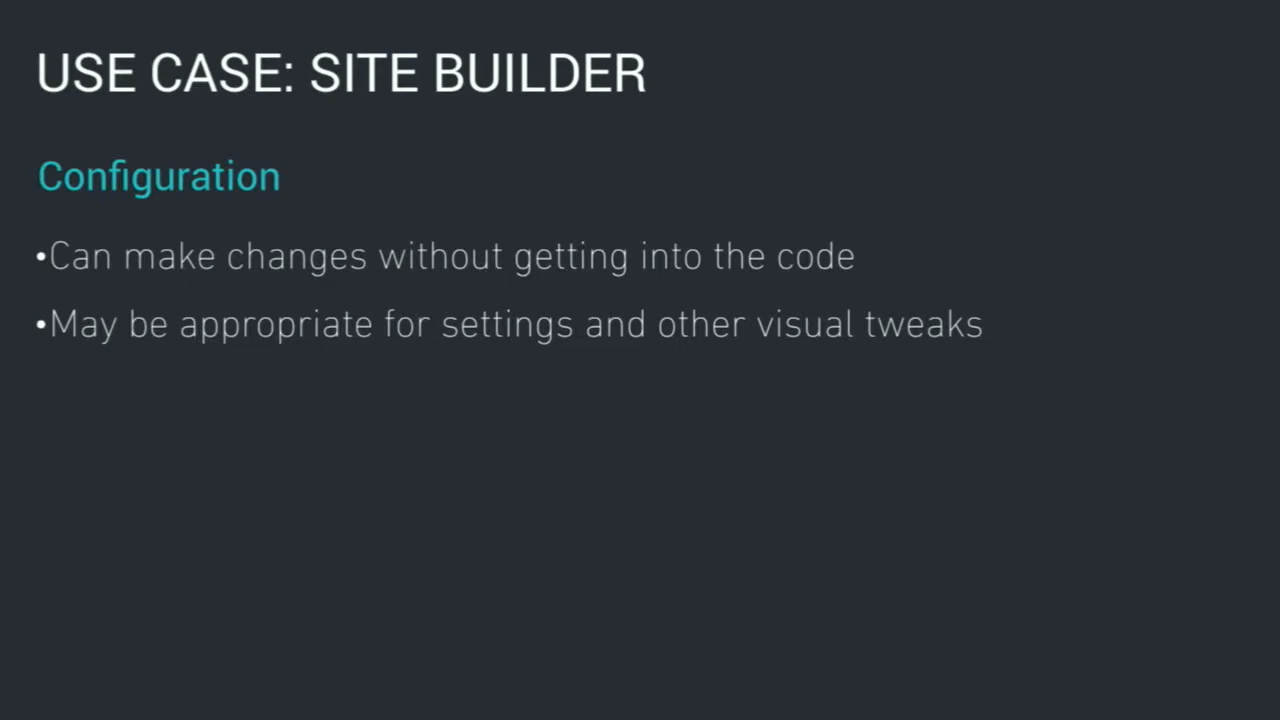 USE CASE: SITE BUILDER
Configuration
•Can make changes without getting into the code
•May be appropriate for settings and other visual tweaks